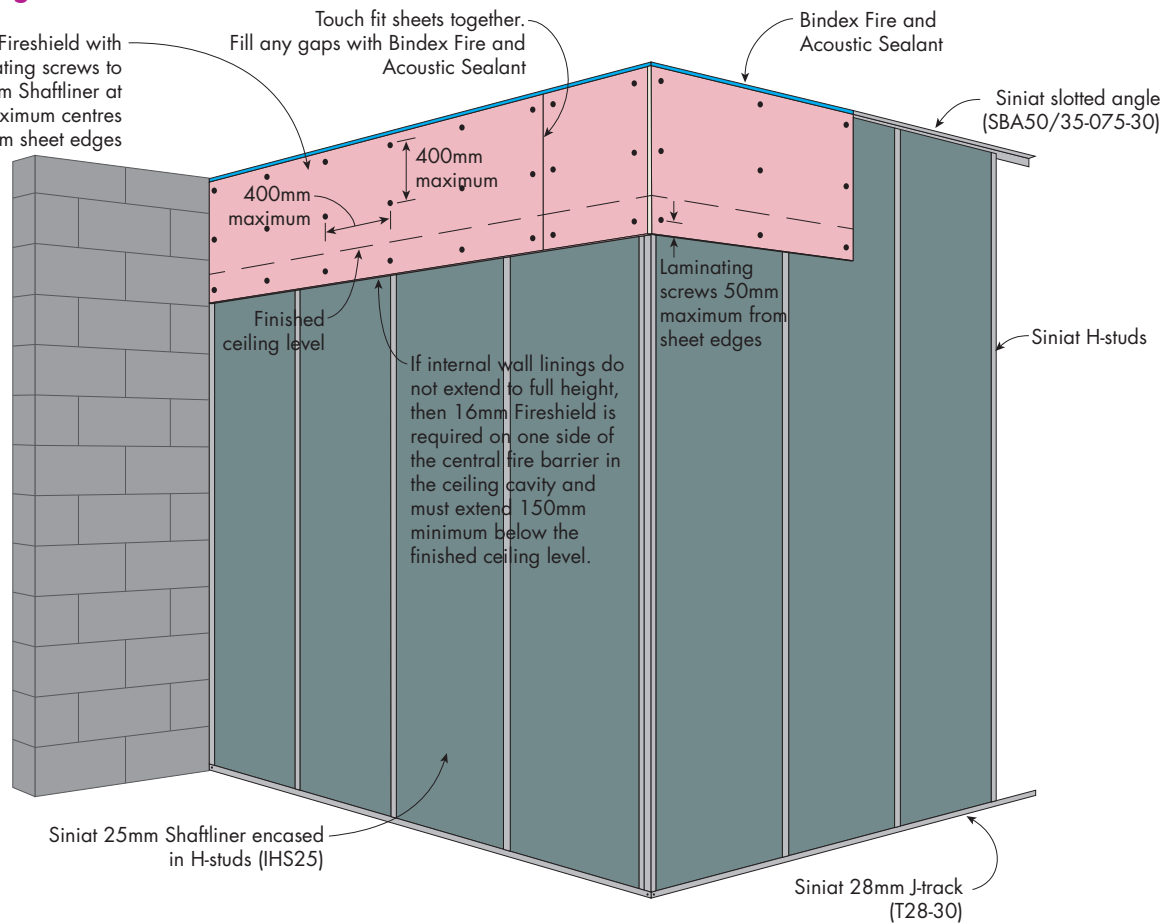 Fireshield with
ating screws to
m Shaftliner at
ximum centres
m sheet edges
Touch fit sheets together.
Fill any gaps with Bindex Fire and
Acoustic Sealant
Bindex Fire and
Acoustic Sealant
Siniat slotted angle
(SBA50/35-075-30)
400mm
maximum
400mm
maximum
Finished
ceiling level
Laminating
screws 50mm
maximum from
sheet edges
Siniat H-studs
If internal wall linings do
not extend to full height,
then 16mm Fireshield is
required on one side of
the central fire barrier in
the ceiling cavity and
must extend 150mm
minimum below the
finished ceiling level.
Siniat 25mm Shaftliner encased
in H-studs (IHS25)
Siniat 28mm J-track
(T28-30)